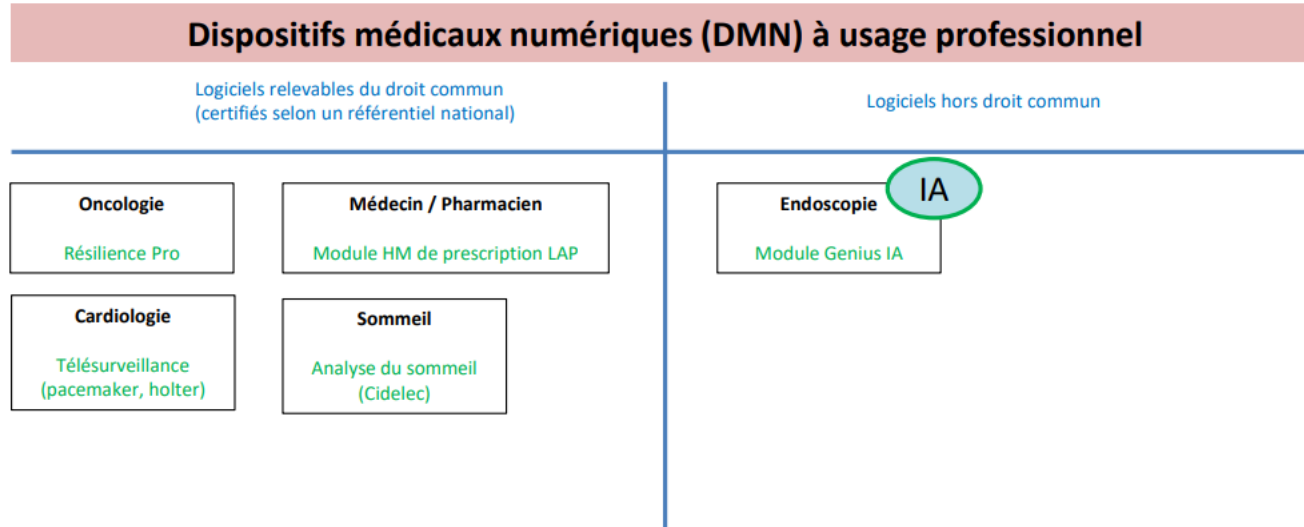 Dispositifs médicaux numériques (DMN) à usage professionnel
Logiciels relevables du droit commun
(certifiés selon un référentiel national)
Logiciels hors droit commun
Oncologie
Résilience Pro
Médecin / Pharmacien
Module HM de prescription LAP
Endoscopie
IA
Module Genius IA
Cardiologie
Télésurveillance
(pacemaker, holter)
Sommeil
Analyse du sommeil
(Cidelec)